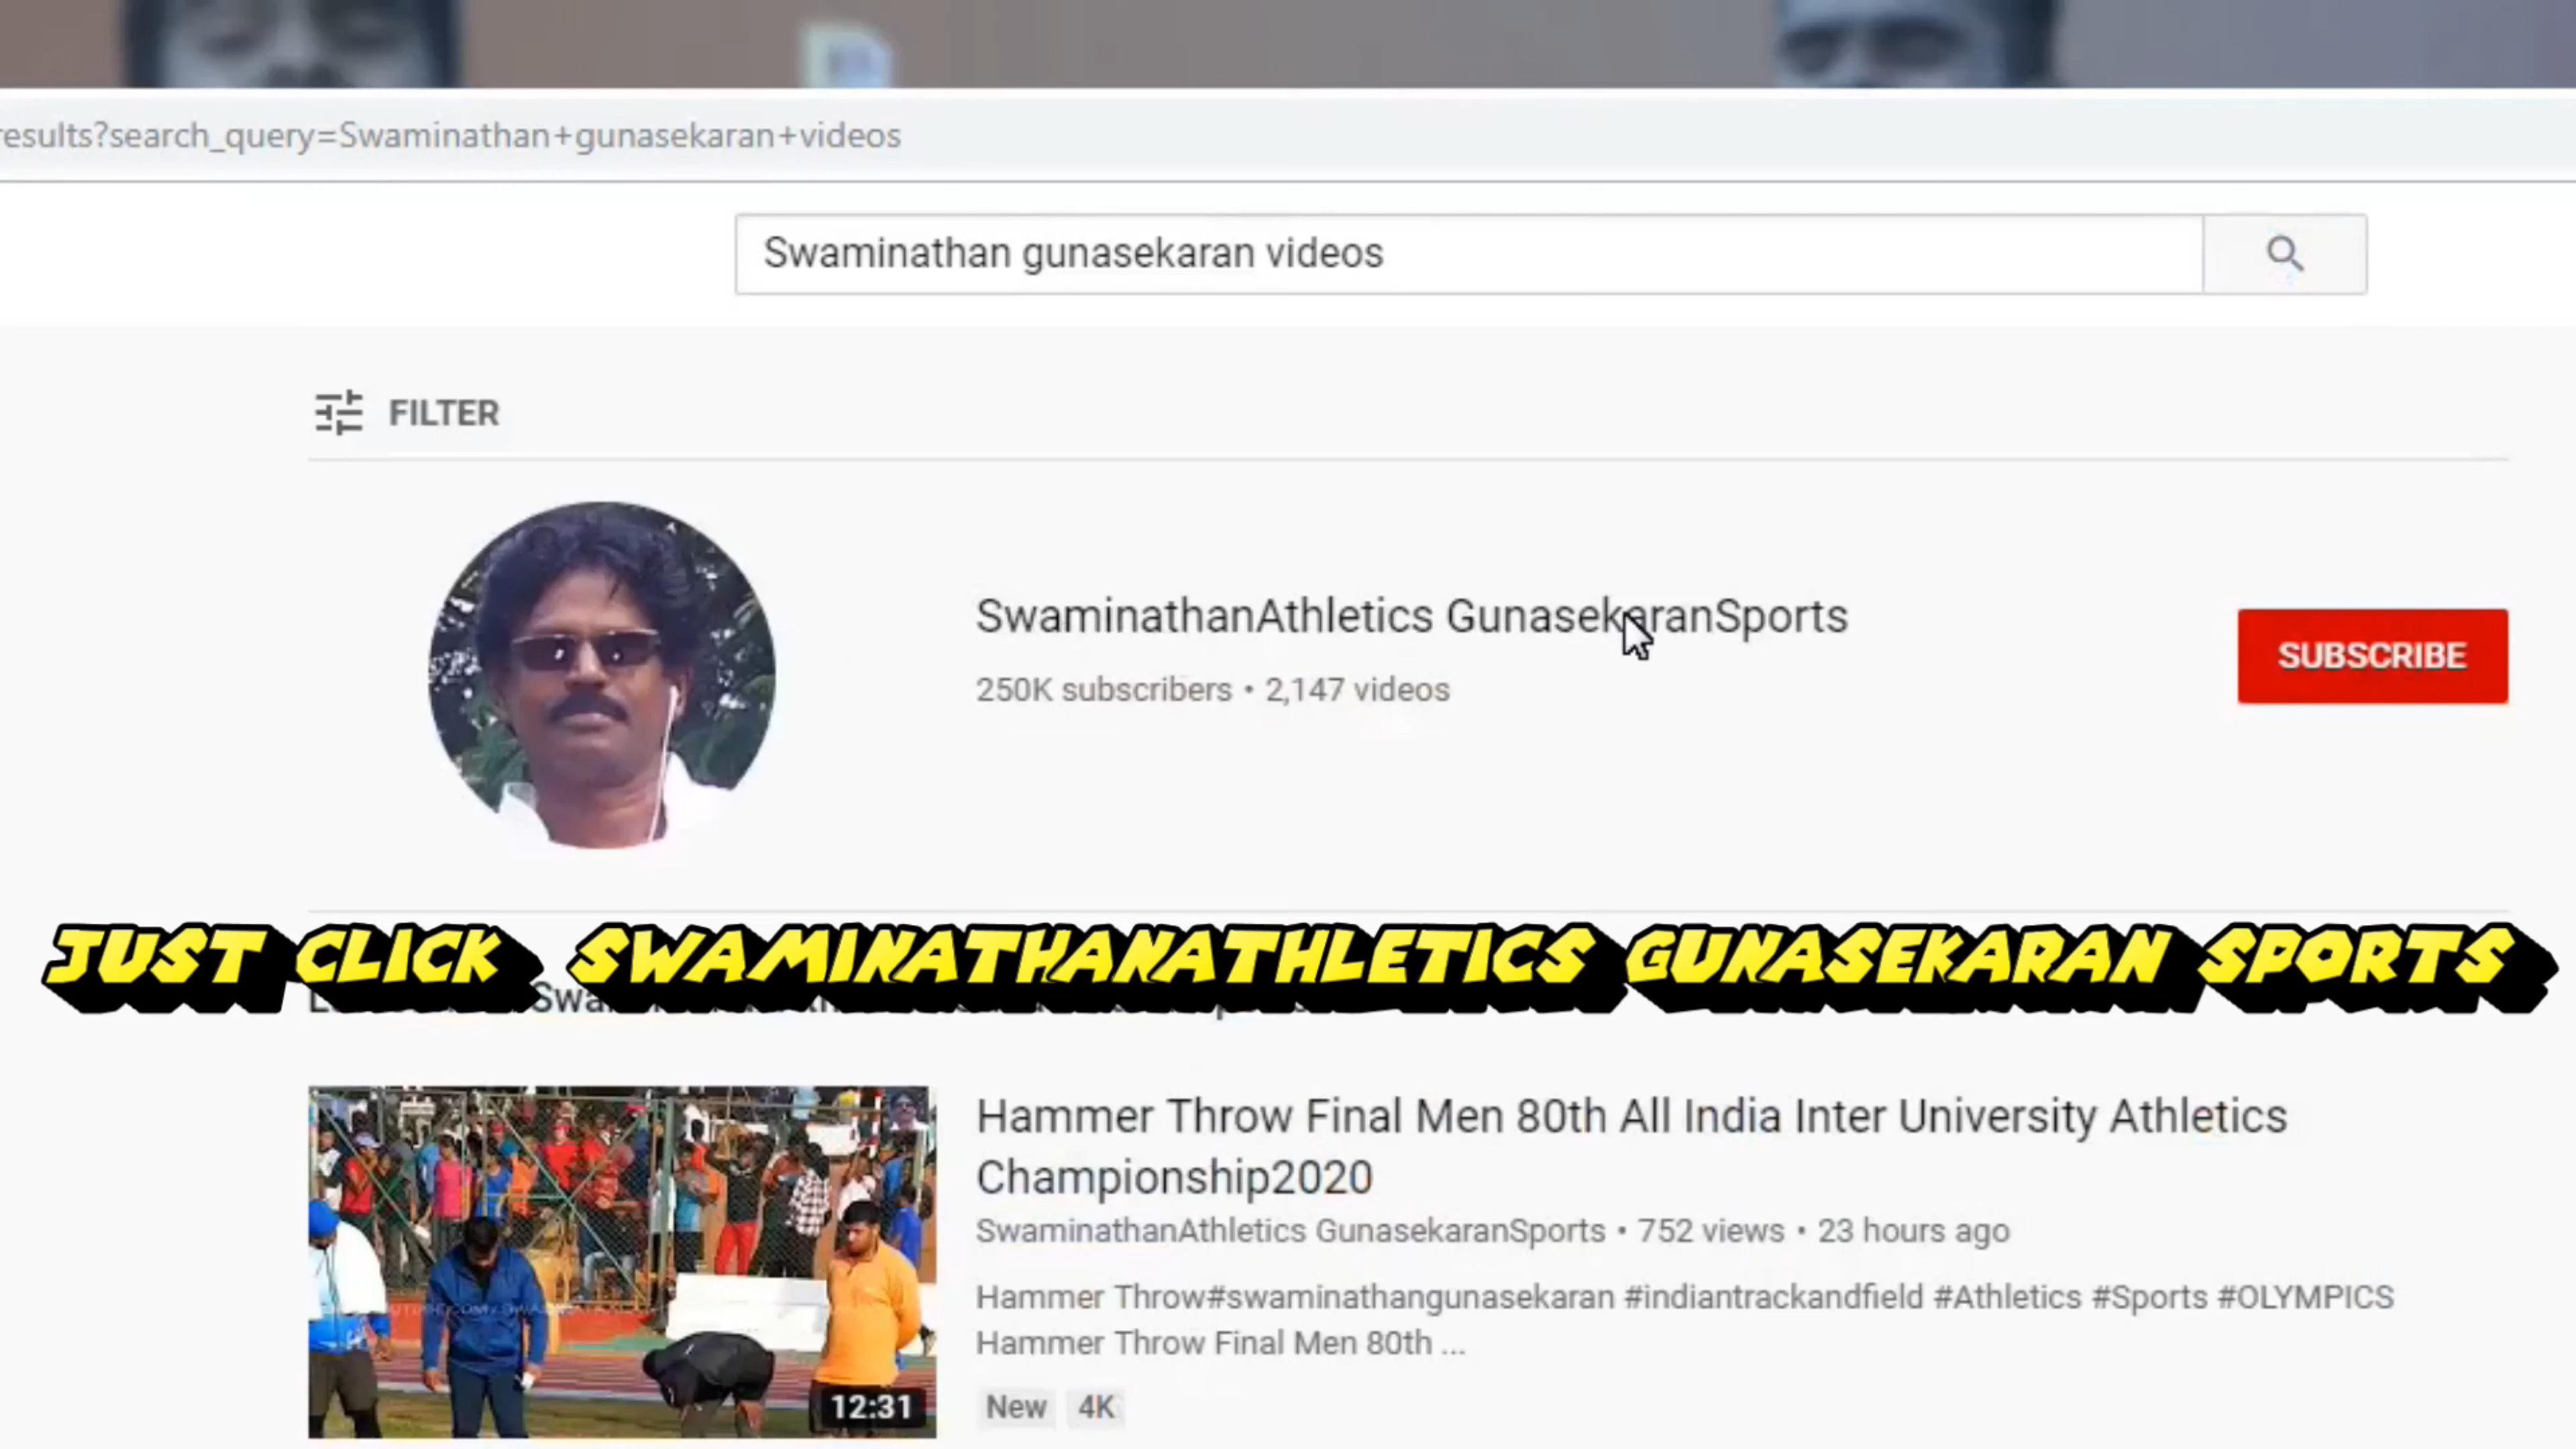 results?search_query=Swaminathan+gunasekaran+videos
Swaminathan gunasekaran videos
FILTER
SwaminathanAthletics GunasekaranSports
250K subscribers • 2,147 videos
SUBSCRIBE
JUST CLICK SWAMINATHANATHLETICS GUNASEKARAN SPORTS
Hammer Throw Final Men 80th All India Inter University Athletics
Championship2020
SwaminathanAthletics GunasekaranSports • 752 views • 23 hours ago
Hammer Throw#swaminathangunasekaran #indiantrackandfield #Athletics #Sports #OLYMPICS
Hammer Throw Final Men 80th ...
12:31
New 4K